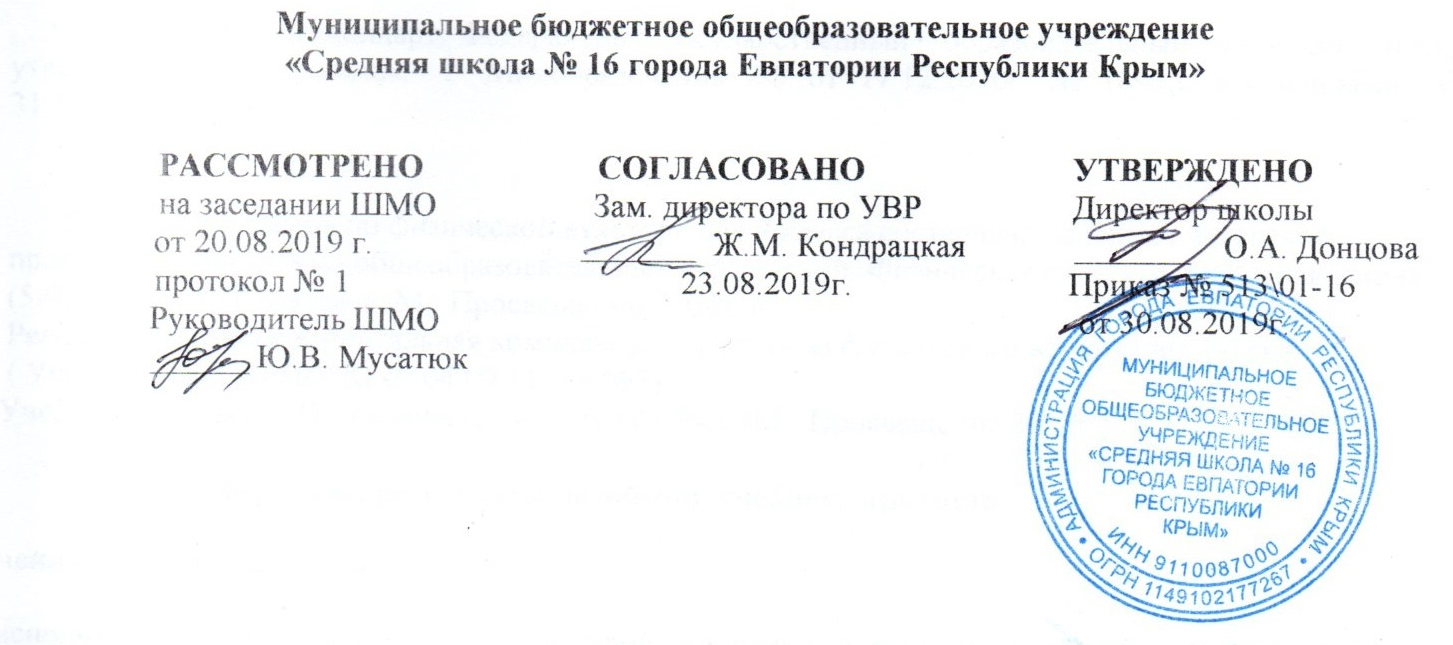 Муниципальное бюджетное общеобразовательное учреждение
«Средняя школа № 16 города Евпатории Республики Крым»
РАССМОТРЕНО
на заседании ШМО
от 20.08.2019 г.
протокол № 1
Руководитель ШМО
Ю.В. Мусатюк
СОГЛАСОВАНО
Зам. директора по УВР
Ж.М. Кондрацкая
23.08.2019г.
УТВЕРЖДЕНО
Директор школы
О.А. Донцова
Приказ № 513\01-16
от 30.08.2019г.
АДМИНИСТРАЦИЯ ГОРОДА ЕВПАТОРИИ РЕСПУБЛИКИ КРЫМ
МУНИЦИПАЛЬНОЕ
БЮДЖЕТНОЕ
ОБЩЕОБРАЗОВАТЕЛЬНОЕ
УЧРЕЖДЕНИЕ
«СРЕДНЯЯ ШКОЛА № 16
ГОРОДА ЕВПАТОРИИ
РЕСПУБЛИКИ
КРЫМ»
ИНН 9110087000
ОГРН 1149102177267